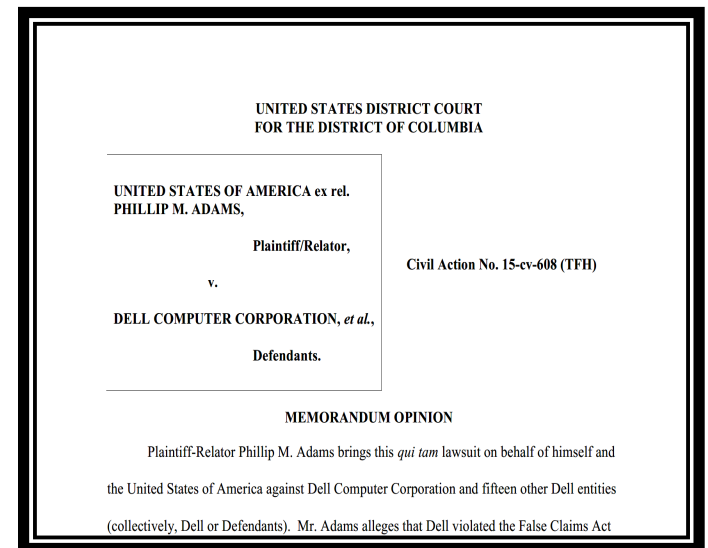 UNITED STATES DISTRICT COURT
FOR THE DISTRICT OF COLUMBIA
UNITED STATES OF AMERICA ex rel.
PHILLIP M. ADAMS,
Plaintiff/Relator,
v.
DELL COMPUTER CORPORATION, et al.,
Defendants.
Civil Action No. 15-cv-608 (TFH)
MEMORANDUM OPINION
Plaintiff-Relator Phillip M. Adams brings this qui tam lawsuit on behalf of himself and
the United States of America against Dell Computer Corporation and fifteen other Dell entities
(collectively, Dell or Defendants). Mr. Adams alleges that Dell violated the False Claims Act